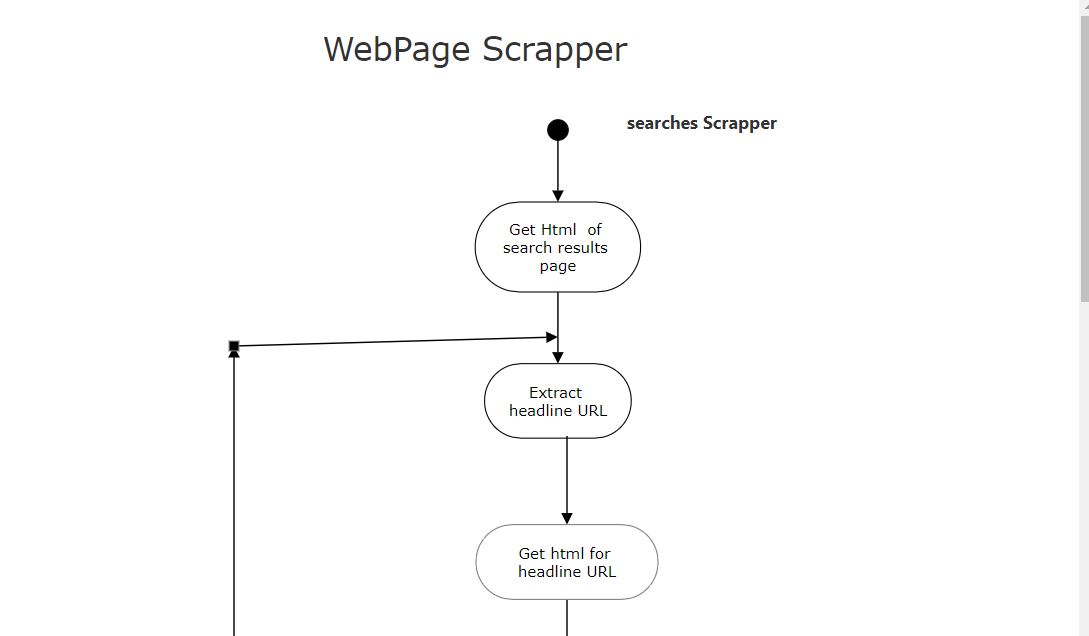 WebPage Scrapper
searches Scrapper
Get Html  of
search results
page
Extract
headline URL
Get html for
headline URL